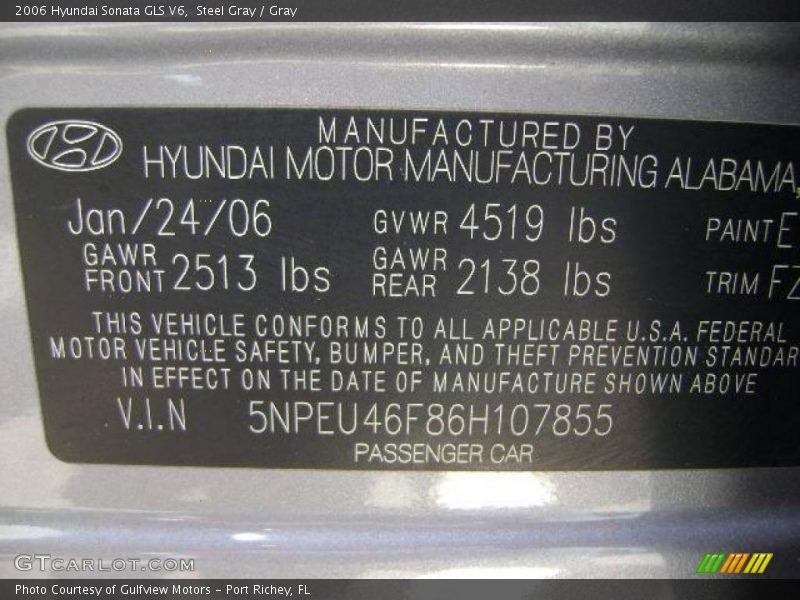 2006 Hyundai Sonata GLS V6,  Steel Gray / Gray
MANUFACTURED BY
HYUNDAI MOTOR MANUFACTURING ALABAMA,
Jan/24/06 GVWR 4519 lbs PAINT E
GAWR FRONT 2513 lbs GAWR REAR 2138 lbs TRIM FZ
THIS VEHICLE CONFORMS TO ALL APPLICABLE U.S.A. FEDERAL
MOTOR VEHICLE SAFETY, BUMPER, AND THEFT PREVENTION STANDAR
IN EFFECT ON THE DATE OF MANUFACTURE SHOWN ABOVE
V.I.N 5NPEU46F86H107855
PASSENGER CAR
GTCARLOT.COM
Photo Courtesy of Gulfview Motors - Port Richey, FL